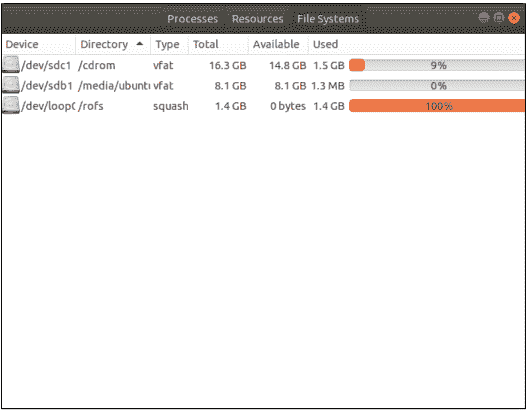 Processes Resources File Systems
Device Directory Type Total Available Used
/dev/sdc1 /cdrom vfat 16.3 GB 14.8 GB 1.5 GB 9%
/dev/sdb1 /media/ubuntu vfat 8.1 GB 8.1 GB 1.3 MB 0%
/dev/loop0 /rofs squash 1.4 GB 0 bytes 1.4 GB 100%